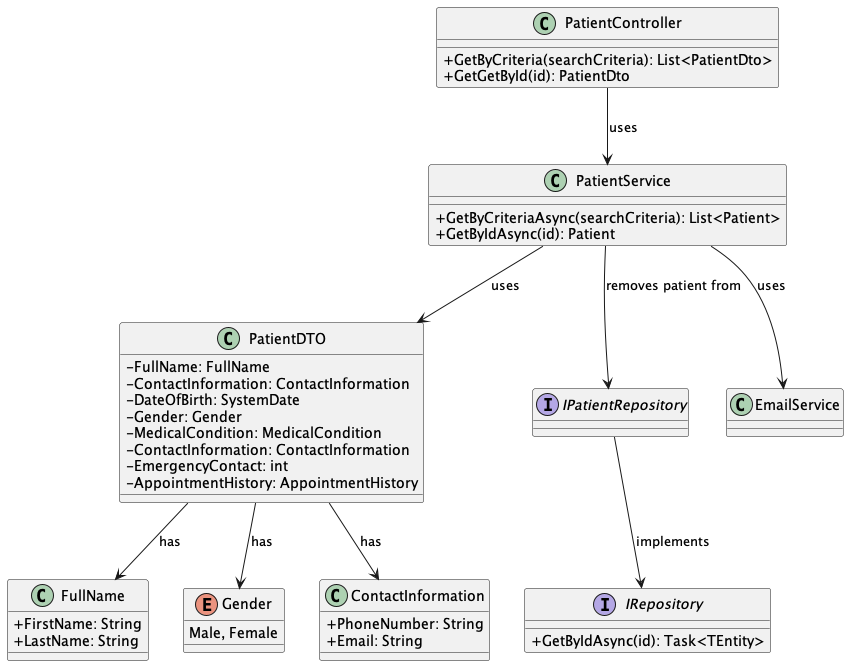 C PatientController
+GetByCriteria(searchCriteria): List<PatientDto>
+GetGetById(id): PatientDto
uses
C PatientService
+GetByCriteriaAsync(searchCriteria): List<Patient>
+GetByIdAsync(id): Patient
uses
removes patient from
uses
C PatientDTO
-FullName: FullName
-ContactInformation: ContactInformation
-DateOfBirth: SystemDate
-Gender: Gender
-MedicalCondition: MedicalCondition
-ContactInformation: ContactInformation
-EmergencyContact: int
-AppointmentHistory: AppointmentHistory
I IPatientRepository
C EmailService
has
has
has
implements
C FullName
+FirstName: String
+LastName: String
E Gender
Male, Female
C ContactInformation
+PhoneNumber: String
+Email: String
I IRepository
+GetByIdAsync(id): Task<TEntity>